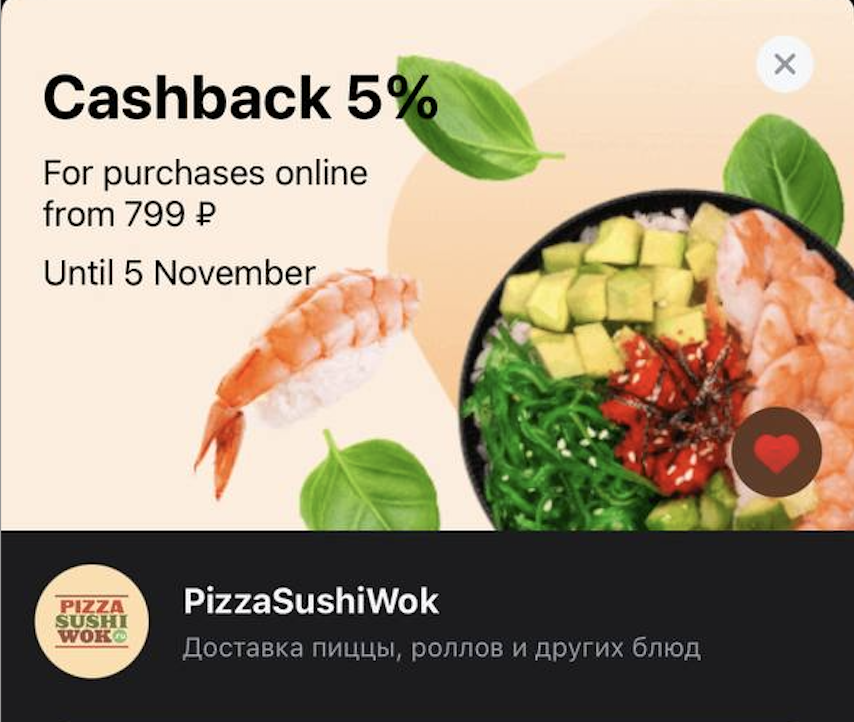 Cashback 5%
For purchases online
from 799 ₽
Until 5 November
PIZZA
SUSHI
WOK
PizzaSushiWok
Доставка пиццы, роллов и других блюд